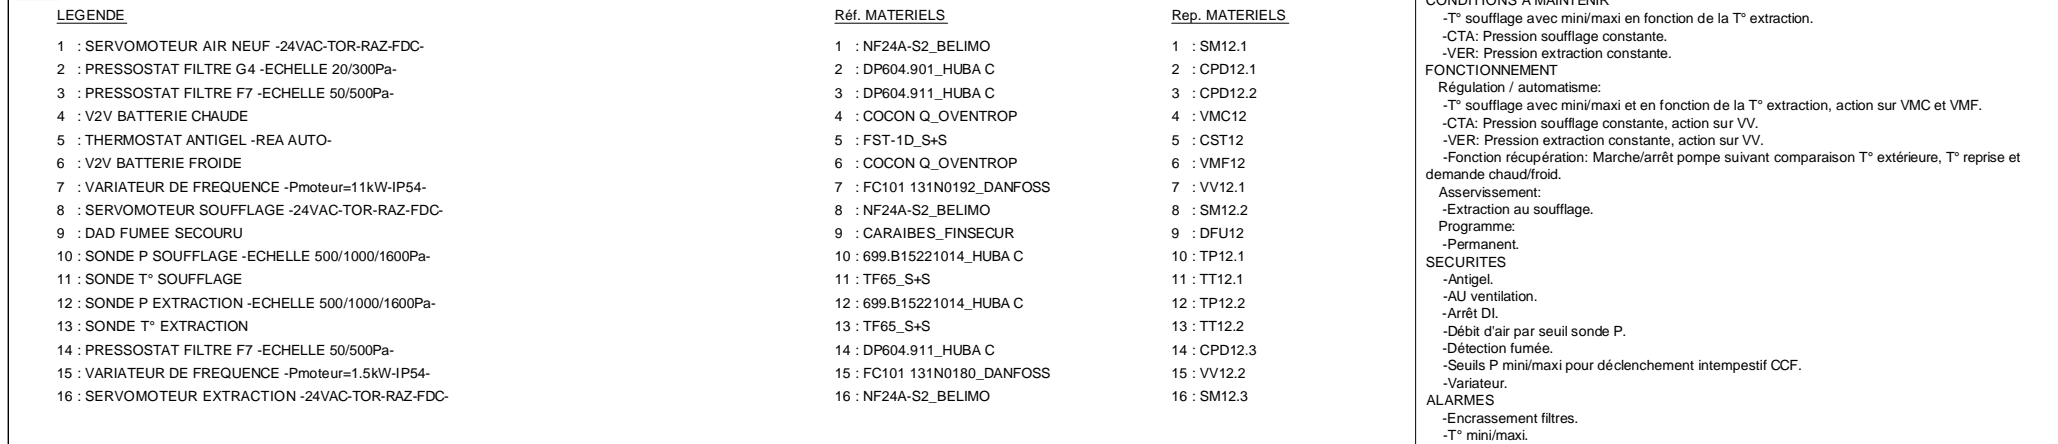 LEGENDE
1 : SERVOMOTEUR AIR NEUF -24VAC-TOR-RAZ-FDC-
2 : PRESSOSTAT FILTRE G4 -ECHELLE 20/300Pa-
3 : PRESSOSTAT FILTRE F7 -ECHELLE 50/500Pa-
4 : V2V BATTERIE CHAUDE
5 : THERMOSTAT ANTIGEL -REA AUTO-
6 : V2V BATTERIE FROIDE
7 : VARIATEUR DE FREQUENCE -Pmoteur=11kW-IP54-
8 : SERVOMOTEUR SOUFFLAGE -24VAC-TOR-RAZ-FDC-
9 : DAD FUMEE SECOURU
10 : SONDE P SOUFFLAGE -ECHELLE 500/1000/1600Pa-
11 : SONDE T° SOUFFLAGE
12 : SONDE P EXTRACTION -ECHELLE 500/1000/1600Pa-
13 : SONDE T° EXTRACTION
14 : PRESSOSTAT FILTRE F7 -ECHELLE 50/500Pa-
15 : VARIATEUR DE FREQUENCE -Pmoteur=1.5kW-IP54-
16 : SERVOMOTEUR EXTRACTION -24VAC-TOR-RAZ-FDC-
Réf. MATERIELS
1 : NF24A-S2_BELIMO
2 : DP604.901_HUBA C
3 : DP604.911_HUBA C
4 : COCON Q_OVENTROP
5 : FST-1D_S+S
6 : COCON Q_OVENTROP
7 : FC101 131N0192_DANFOSS
8 : NF24A-S2_BELIMO
9 : CARAIBES_FINSECUR
10 : 699.B15221014_HUBA C
11 : TF65_S+S
12 : 699.B15221014_HUBA C
13 : TF65_S+S
14 : DP604.911_HUBA C
15 : FC101 131N0180_DANFOSS
16 : NF24A-S2_BELIMO
Rep. MATERIELS
1 : SM12.1
2 : CPD12.1
3 : CPD12.2
4 : VMC12
5 : CST12
6 : VMF12
7 : VV12.1
8 : SM12.2
9 : DFU12
10 : TP12.1
11 : TT12.1
12 : TP12.2
13 : TT12.2
14 : CPD12.3
15 : VV12.2
16 : SM12.3
CONDITIONS A MAINTENIR
-T° soufflage avec mini/maxi en fonction de la T° extraction.
-CTA: Pression soufflage constante.
-VER: Pression extraction constante.
FONCTIONNEMENT
Régulation / automatisme:
-T° soufflage avec mini/maxi et en fonction de la T° extraction, action sur VMC et VMF.
-CTA: Pression soufflage constante, action sur VV.
-VER: Pression extraction constante, action sur VV.
-Fonction récupération: Marche/arrêt pompe suivant comparaison T° extérieure, T° reprise et
demande chaud/froid.
Asservissement:
-Extraction au soufflage.
Programme:
-Permanent.
SECURITES
-Antigel.
-AU ventilation.
-Arrêt DI.
-Débit d'air par seuil sonde P.
-Détection fumée.
-Seuils P mini/maxi pour déclenchement intempestif CCF.
-Variateur.
ALARMES
-Encrassement filtres.
-T° mini/maxi.